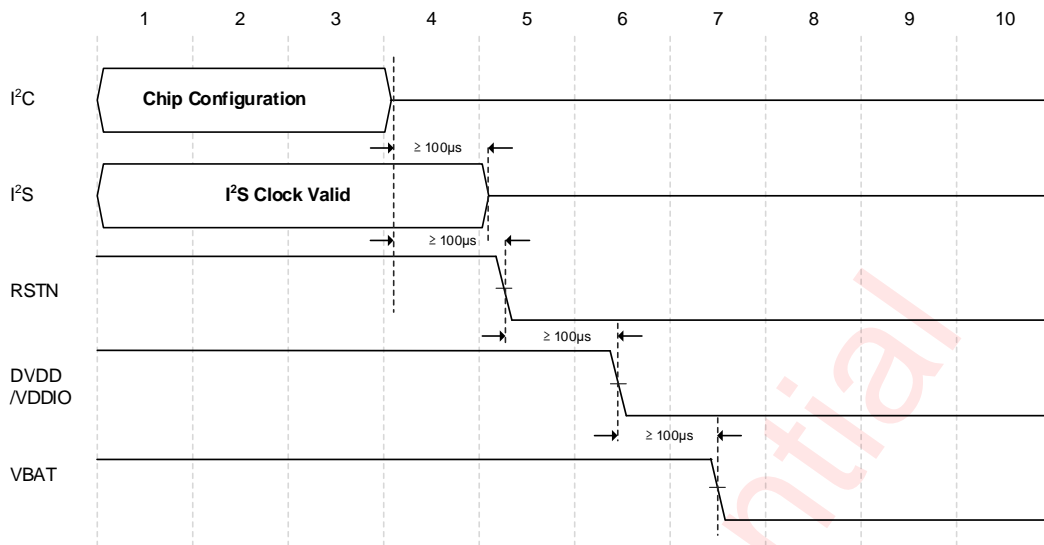 1 2 3 4 5 6 7 8 9 10
I²C
Chip Configuration
≥ 100μs
I²S
I²S Clock Valid
≥ 100μs
RSTN
≥ 100μs
DVDD
/VDDIO
≥ 100μs
VBAT
ntial